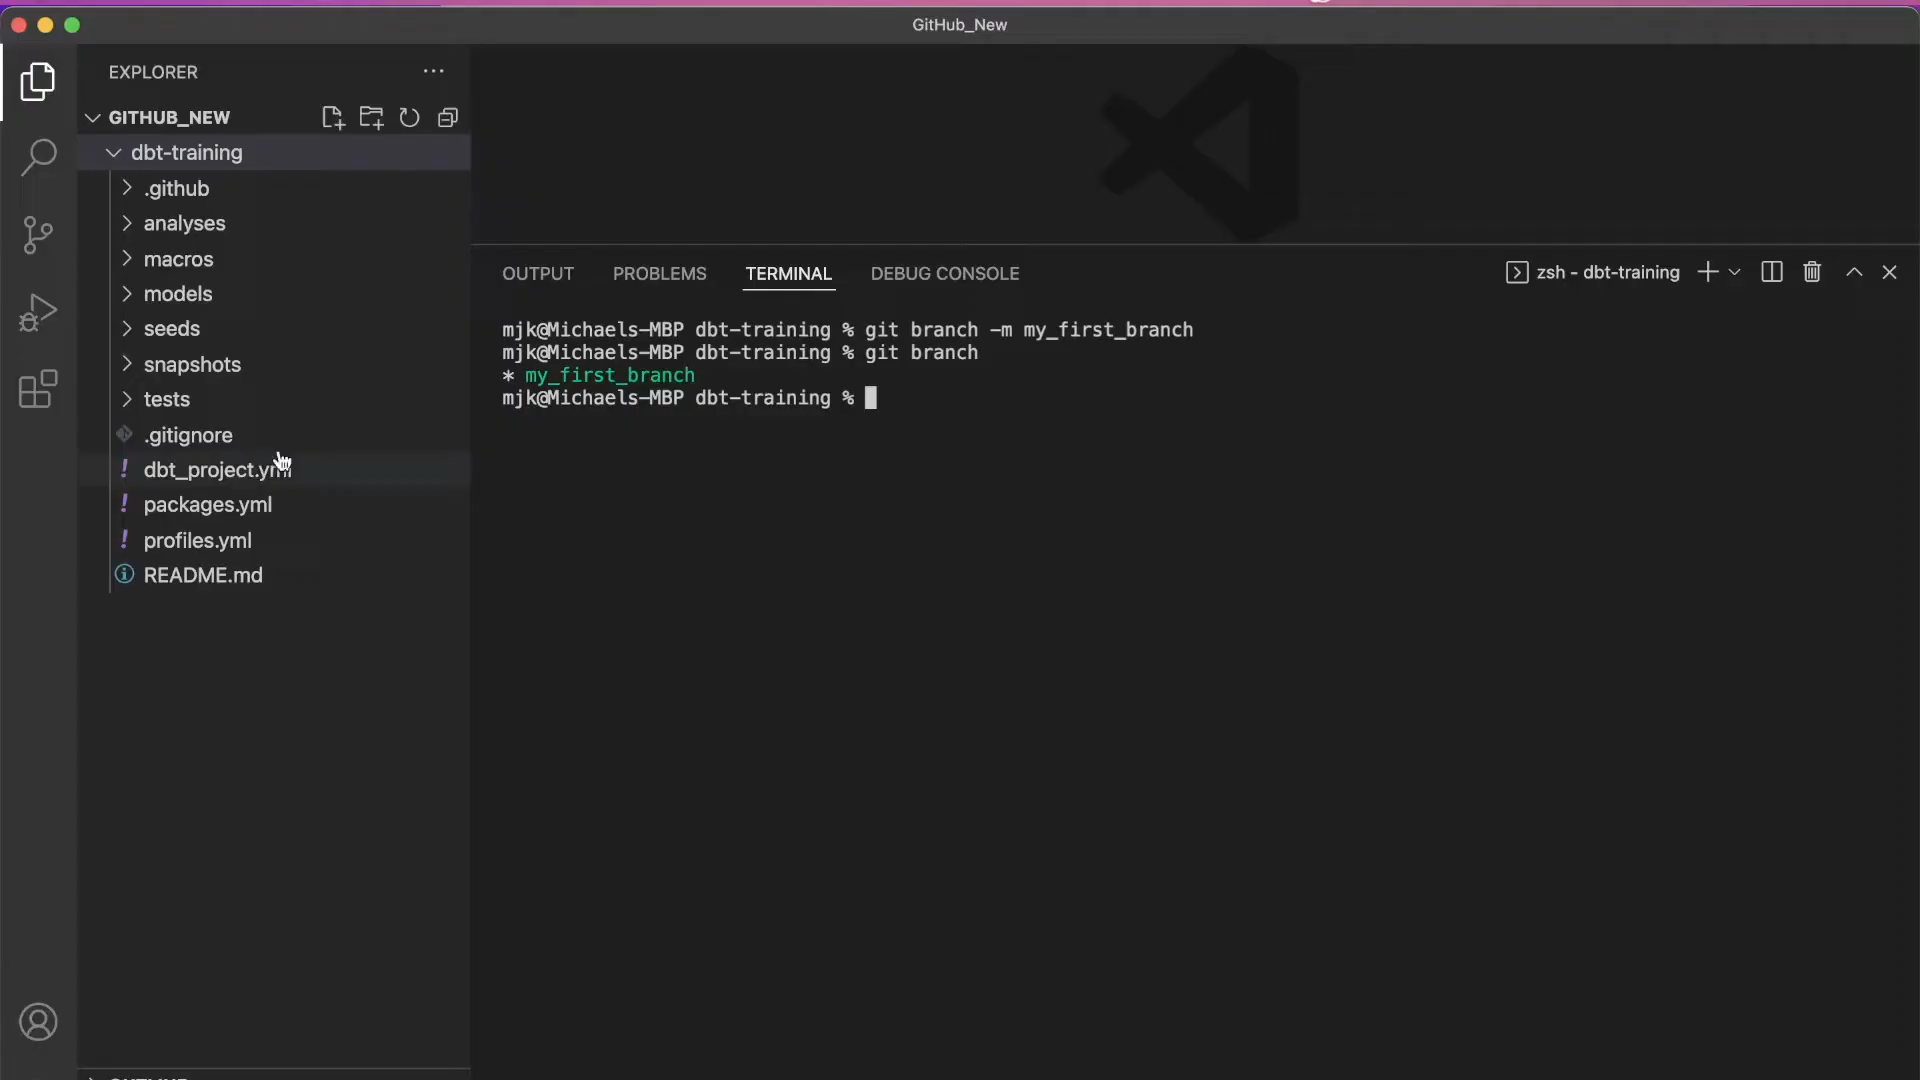 GitHub_New
EXPLORER
GITHUB_NEW
dbt-training
.github
analyses
macros
models
seeds
snapshots
tests
.gitignore
dbt_project.yml
packages.yml
profiles.yml
README.md
OUTPUT PROBLEMS TERMINAL DEBUG CONSOLE
zsh - dbt-training
mjk@Michaels-MBP dbt-training % git branch -m my_first_branch
mjk@Michaels-MBP dbt-training % git branch
* my_first_branch
mjk@Michaels-MBP dbt-training %